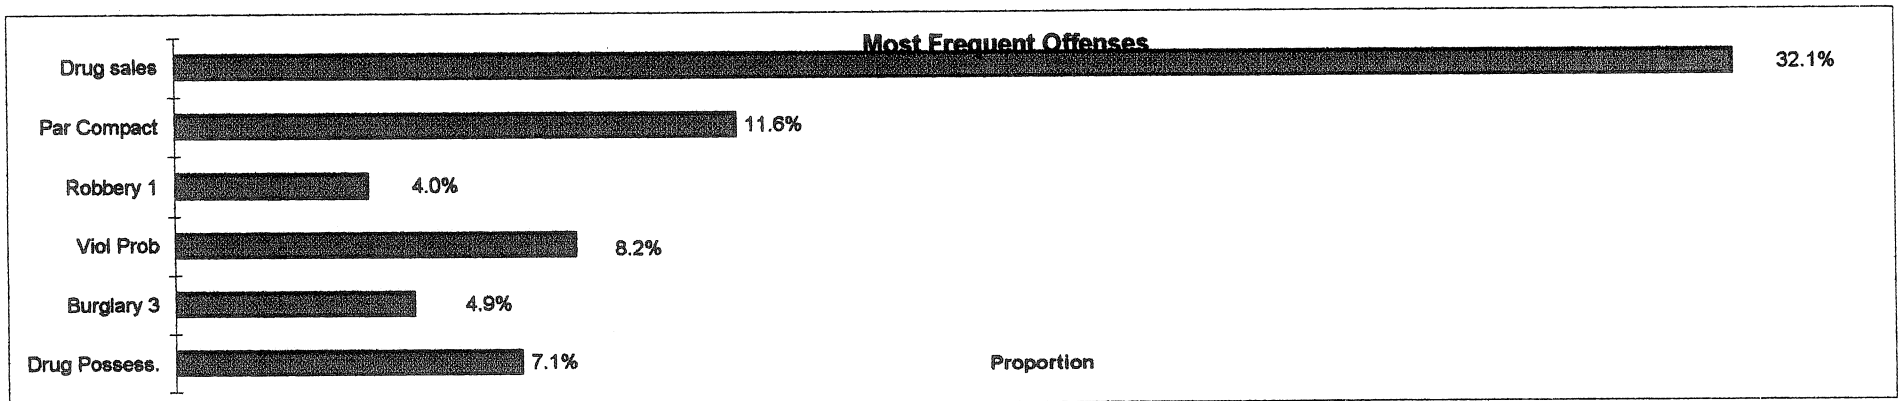 Most Frequent Offenses
Drug sales 32.1%
Par Compact 11.6%
Robbery 1 4.0%
Viol Prob 8.2%
Burglary 3 4.9%
Drug Possess. 7.1%
Proportion